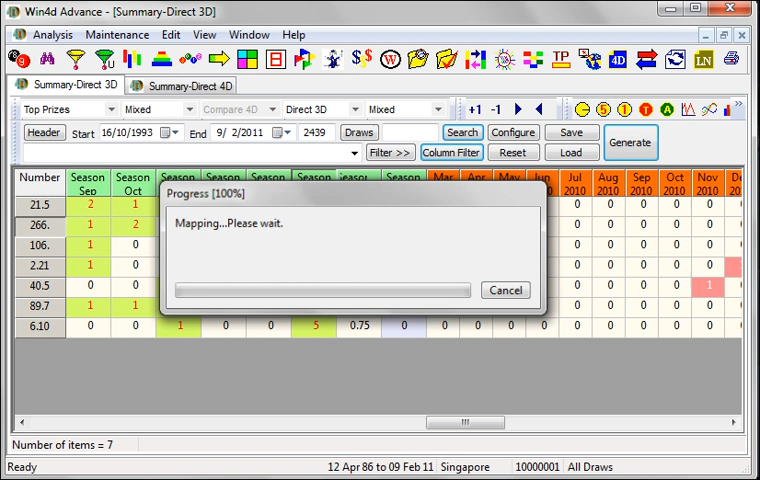 Win4d Advance - [Summary-Direct 3D]
Analysis Maintenance Edit View Window Help
TP 4D LN
Summary-Direct 3D Summary-Direct 4D
Top Prizes Mixed Compare 4D Direct 3D Mixed +1 -1 5 1 T A
Header Start 16/10/1993 End 9/ 2/2011 2439 Draws Search Configure Save Generate
Filter >> Column Filter Reset Load
Number Season Sep Season Oct Season Season Season Season Season Season Mar Apr May Jun Jul 2010 Aug 2010 Sep 2010 Oct 2010 Nov 2010 2010
21.5 2 1 0 0 0 0 0
266. 1 2 0 0 0 0 0
106. 1 0 0 0 0 0 0
2.21 1 0 0 0 0 0 0
40.5 0 0 0 0 0 0 1
89.7 1 1 0 0 0 0 0
6.10 0 0 1 0 0 5 0.75 0 0 0 0 0 0 0 0 0 0
Progress [100%]
Mapping...Please wait.
Cancel
Number of items = 7
Ready 12 Apr 86 to 09 Feb 11 Singapore 10000001 All Draws